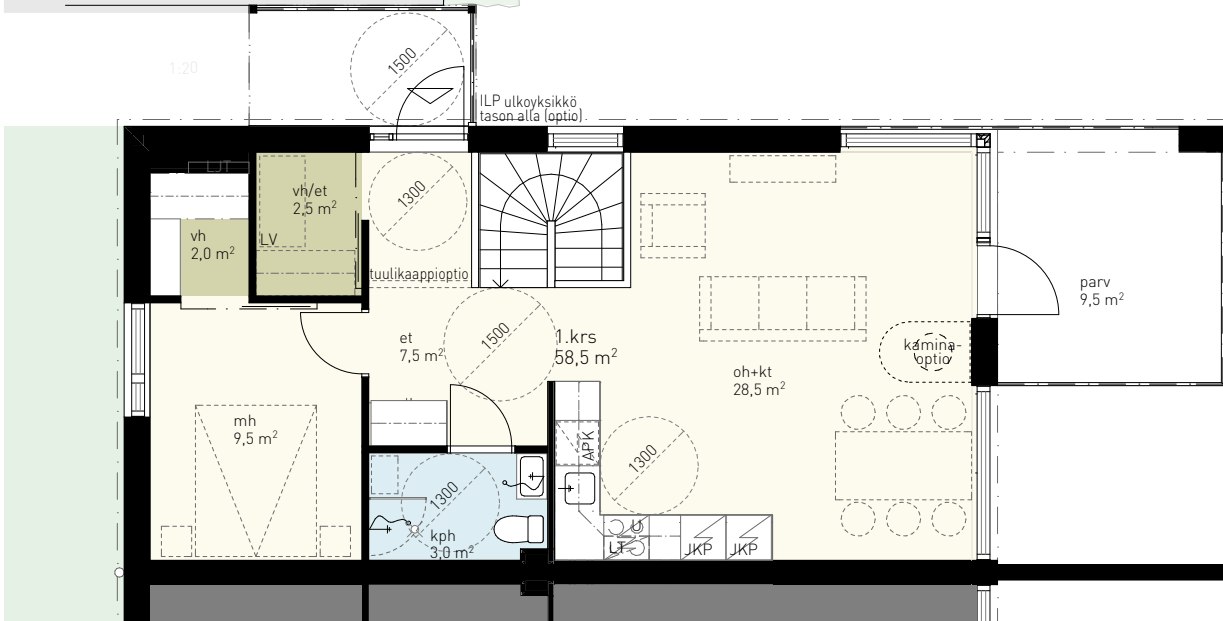 1:20
1500
ILP ulkoyksikkö
tason alla (optio)
vh/et
2,5 m²
1300
vh
2,0 m²
LV
tuulikaappioptio
parv
9,5 m²
et
7,5 m²
1500
1.krs
58,5 m²
kamina-
optio
oh+kt
28,5 m²
mh
9,5 m²
APK
1300
1300
kph
3,0 m²
U
LT
JKP
JKP